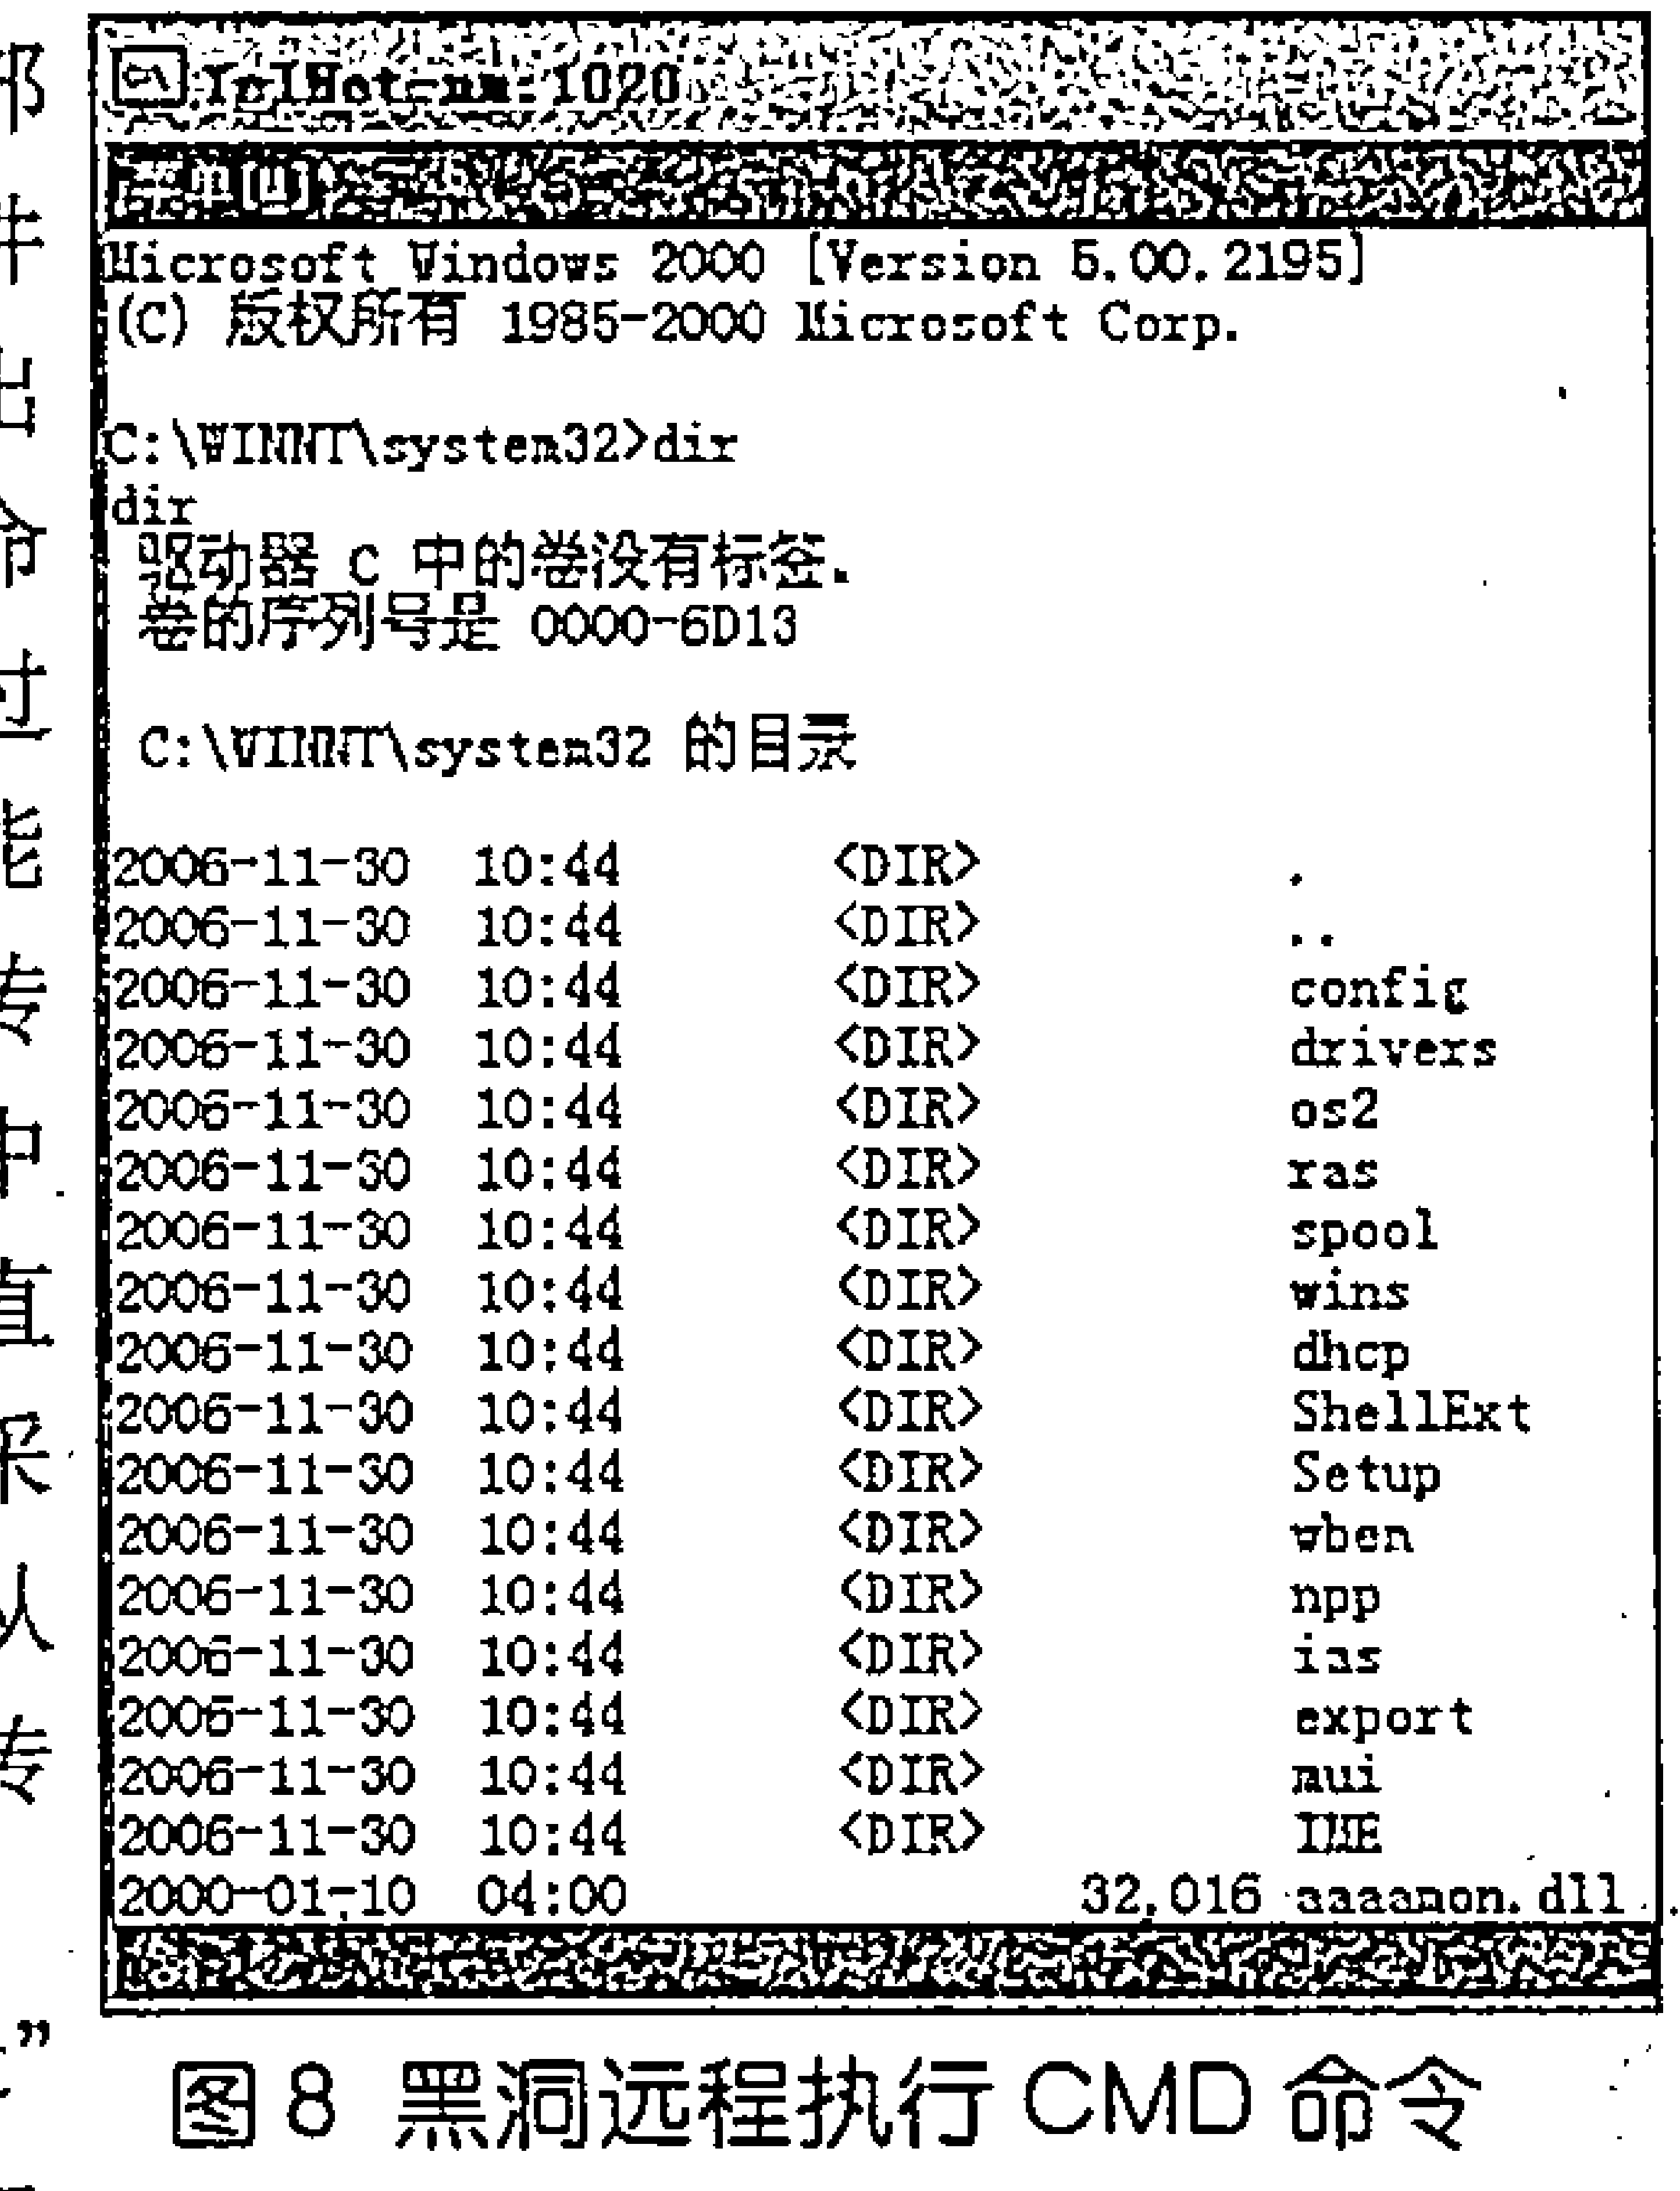 Microsoft Windows 2000 [Version 5.00.2195]
(C) 版权所有 1985-2000 Microsoft Corp.
C:\WINNT\system32>dir
dir
驱动器 C 中的卷没有标签.
卷的序列号是 0000-6D13
C:\WINNT\system32 的目录
2006-11-30 10:44 <DIR> .
2006-11-30 10:44 <DIR> ..
2006-11-30 10:44 <DIR> config
2006-11-30 10:44 <DIR> drivers
2006-11-30 10:44 <DIR> os2
2006-11-30 10:44 <DIR> ras
2006-11-30 10:44 <DIR> spool
2006-11-30 10:44 <DIR> wins
2006-11-30 10:44 <DIR> dhcp
2006-11-30 10:44 <DIR> ShellExt
2006-11-30 10:44 <DIR> Setup
2006-11-30 10:44 <DIR> wbem
2006-11-30 10:44 <DIR> npp
2006-11-30 10:44 <DIR> ias
2006-11-30 10:44 <DIR> export
2006-11-30 10:44 <DIR> mui
2006-11-30 10:44 <DIR> IME
2000-01-10 04:00 32,016 aaaamon.dll
图 8 黑洞远程执行 CMD 命令